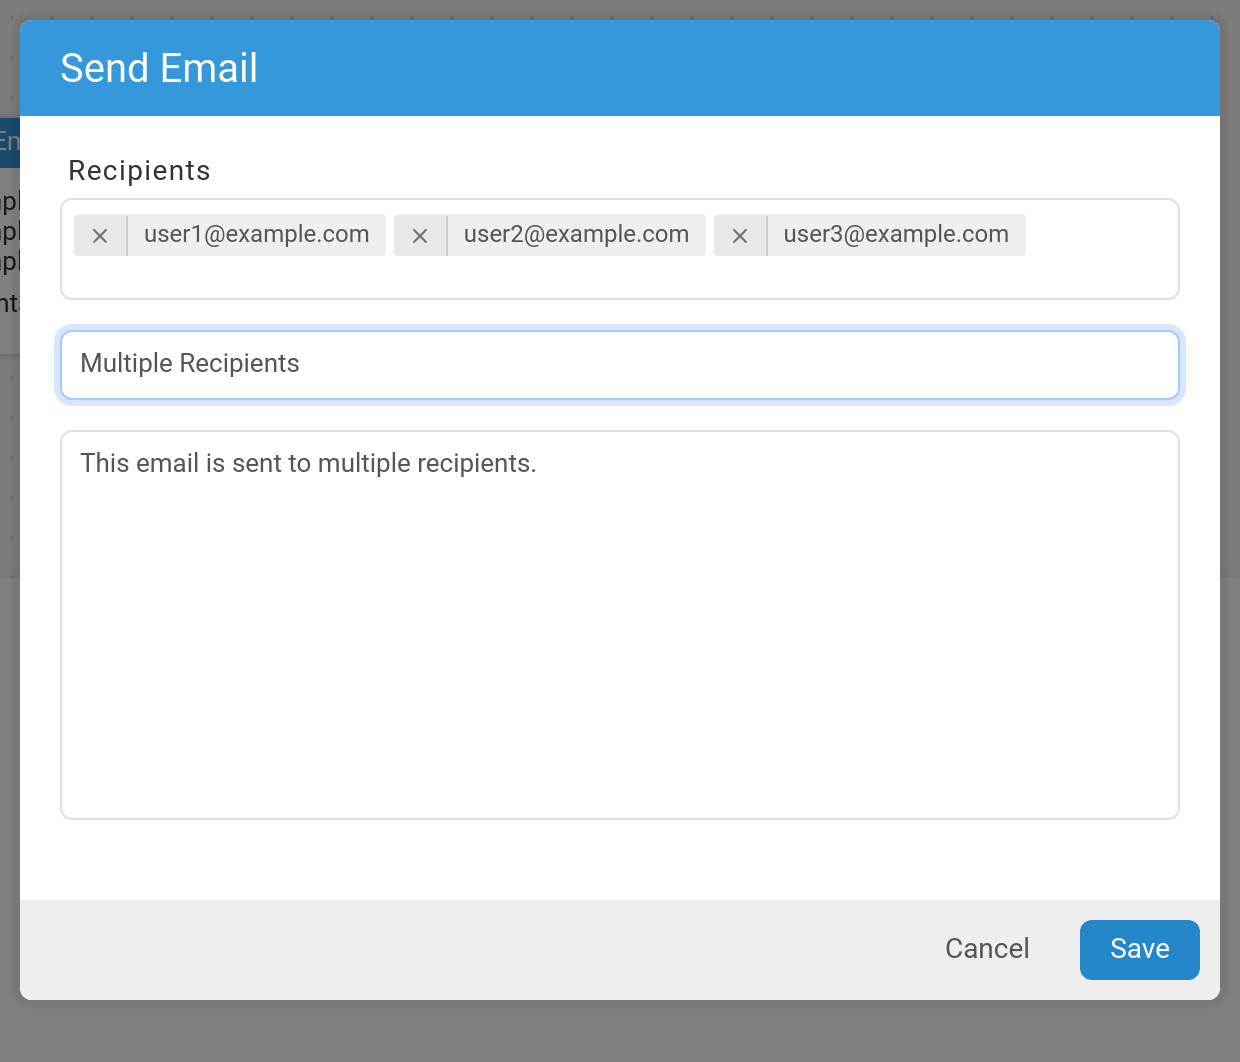 Send Email
Recipients
× user1@example.com × user2@example.com × user3@example.com
Multiple Recipients
This email is sent to multiple recipients.
Cancel Save